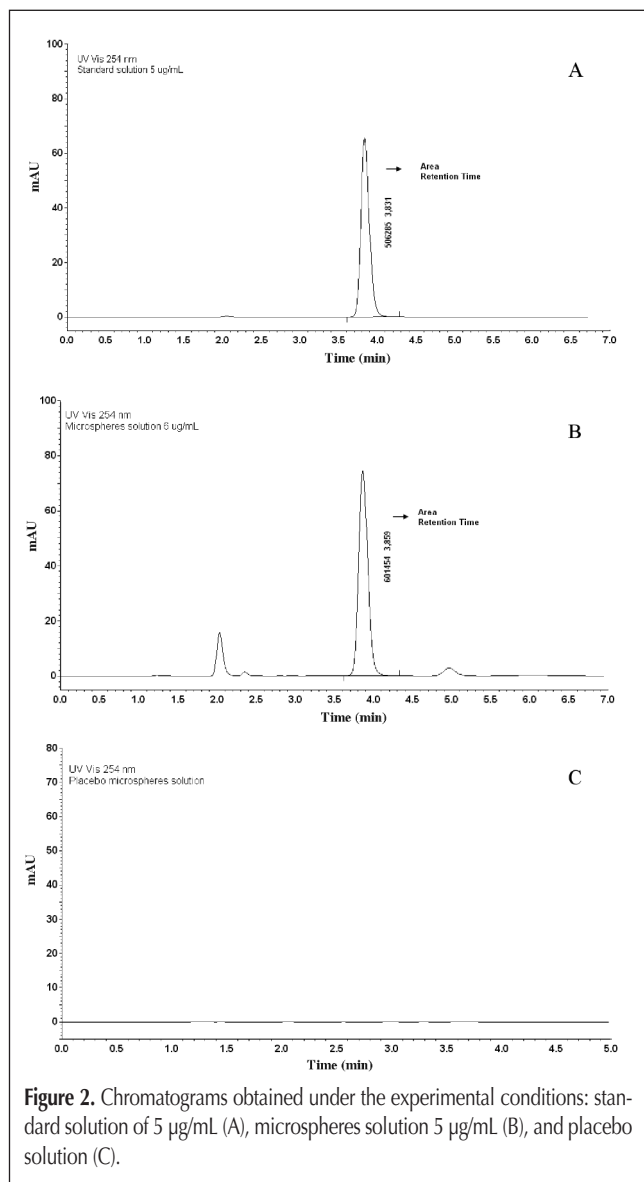 100
80
60
40
20
0
mAU
UV Vis 254 nm
Standard solution 5 ug/mL
A
Area
Retention Time
506285 3,831
0.0 0.5 1.0 1.5 2.0 2.5 3.0 3.5 4.0 4.5 5.0 5.5 6.0 6.5 7.0
Time (min)
100
80
60
40
20
0
mAU
UV Vis 254 nm
Microspheres solution 6 ug/mL
B
Area
Retention Time
601454 3,859
0.0 0.5 1.0 1.5 2.0 2.5 3.0 3.5 4.0 4.5 5.0 5.5 6.0 6.5 7.0
Time (min)
80
70
60
50
40
30
20
10
0
mAU
UV Vis 254 nm
Placebo microspheres solution
C
0.0 0.5 1.0 1.5 2.0 2.5 3.0 3.5 4.0 4.5 5.0
Time (min)
Figure 2. Chromatograms obtained under the experimental conditions: stan-
dard solution of 5 µg/mL (A), microspheres solution 5 µg/mL (B), and placebo
solution (C).